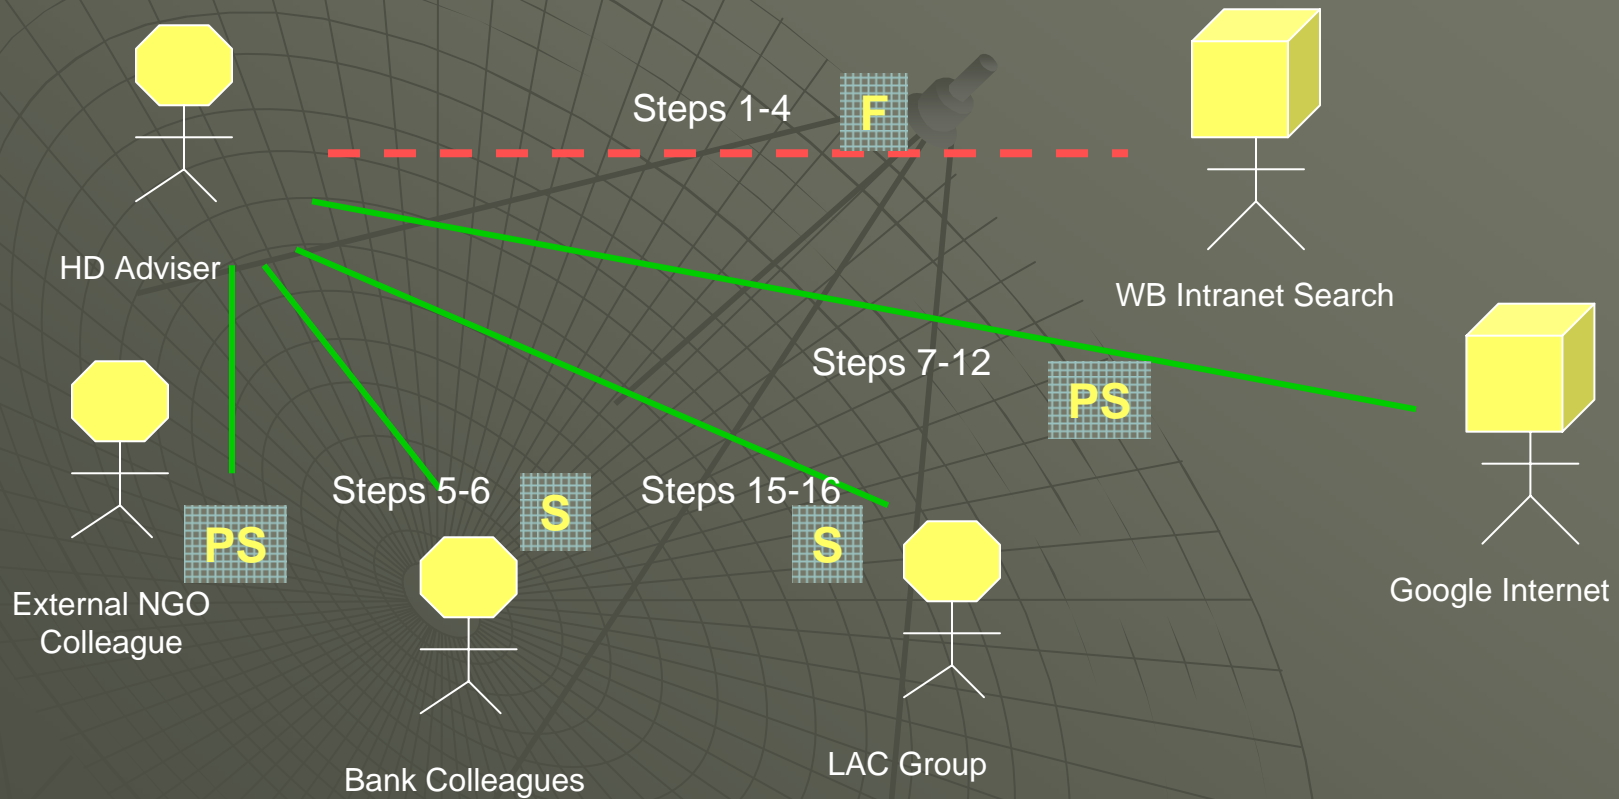 Steps 1-4
F
HD Adviser
WB Intranet Search
Steps 7-12
PS
Steps 5-6
S
Steps 15-16
S
PS
External NGO
Colleague
Google Internet
Bank Colleagues
LAC Group